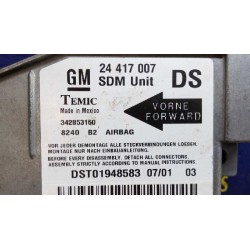 GM 24 417 007 DS
SDM Unit
TEMIC
Made in Mexico
VORNE
FORWARD
342853160
8240 B2 AIRBAG
VOR JEDER DEMONTAGE ALLE STECKVERBINDUNGEN LOSSEN.
MONTAGE NUR NACH EINBAUANLEITUNG.
BEFORE EVERY DISASSEMBLY, DETACH ALL CONNECTORS
ASSEMBLY STRICTLY ACCORDING TO MANUAL INSTRUCTIONS
DST01948583 07/01 03